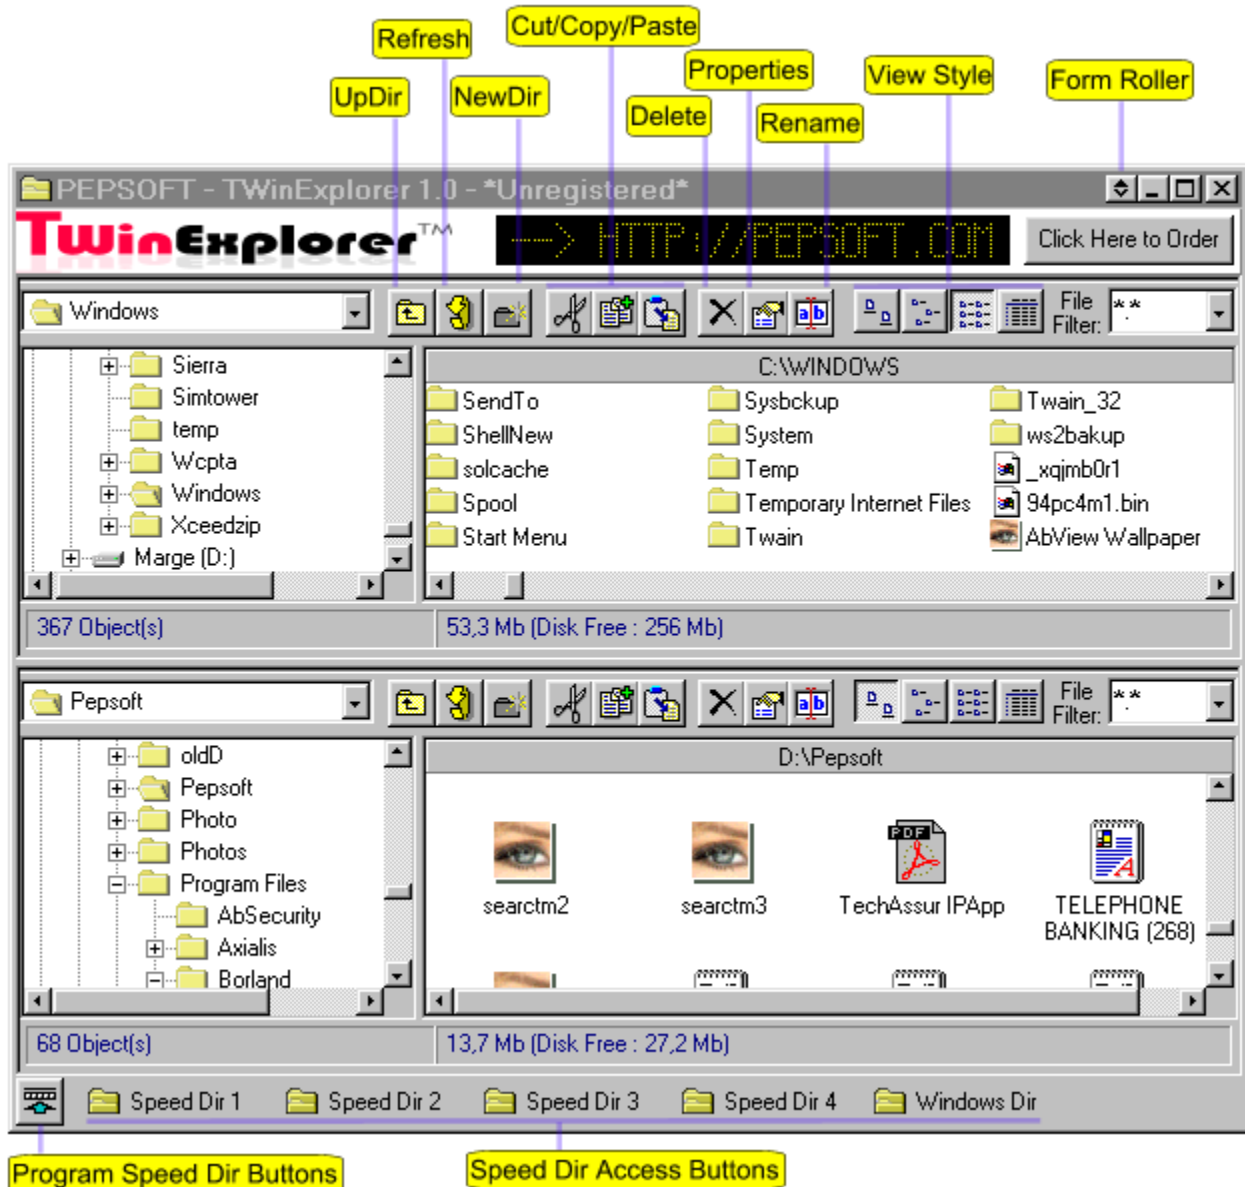 Cut/Copy/Paste
Refresh
Properties
View Style
Form Roller
UpDir
NewDir
Delete
Rename
PEPSOFT - TWinExplorer 1.0 - *Unregistered*
TWinExplorer™
---> HTTP://PEPSOFT.COM
Click Here to Order
Windows
File Filter:
*.*
Sierra
Simtower
temp
Wcpta
Windows
Xceedzip
Marge (D:)
C:\WINDOWS
SendTo
Sysbckup
Twain_32
ShellNew
System
ws2bakup
solcache
Temp
_xqjmb0r1
Spool
Temporary Internet Files
94pc4m1.bin
Start Menu
Twain
AbView Wallpaper
367 Object(s)
53,3 Mb (Disk Free : 256 Mb)
Pepsoft
File Filter:
*.*
oldD
Pepsoft
Photo
Photos
Program Files
AbSecurity
Axialis
Borland
D:\Pepsoft
PDF
searctm2
searctm3
TechAssur IPApp
TELEPHONE
BANKING (268)
68 Object(s)
13,7 Mb (Disk Free : 27,2 Mb)
Speed Dir 1
Speed Dir 2
Speed Dir 3
Speed Dir 4
Windows Dir
Program Speed Dir Buttons
Speed Dir Access Buttons